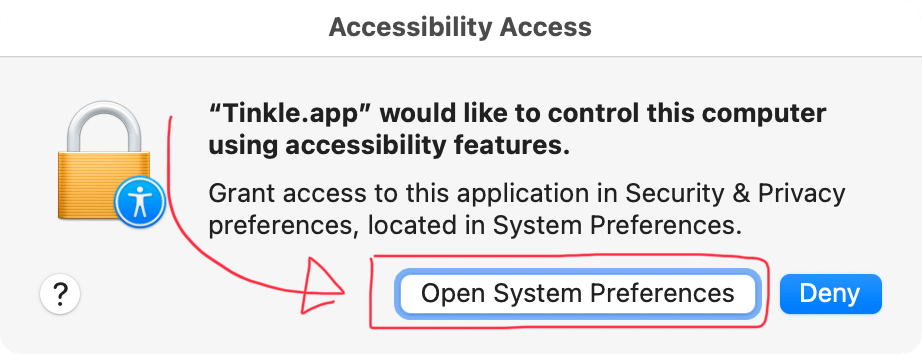 Accessibility Access
“Tinkle.app” would like to control this computer
using accessibility features.
Grant access to this application in Security & Privacy
preferences, located in System Preferences.
?
Open System Preferences
Deny